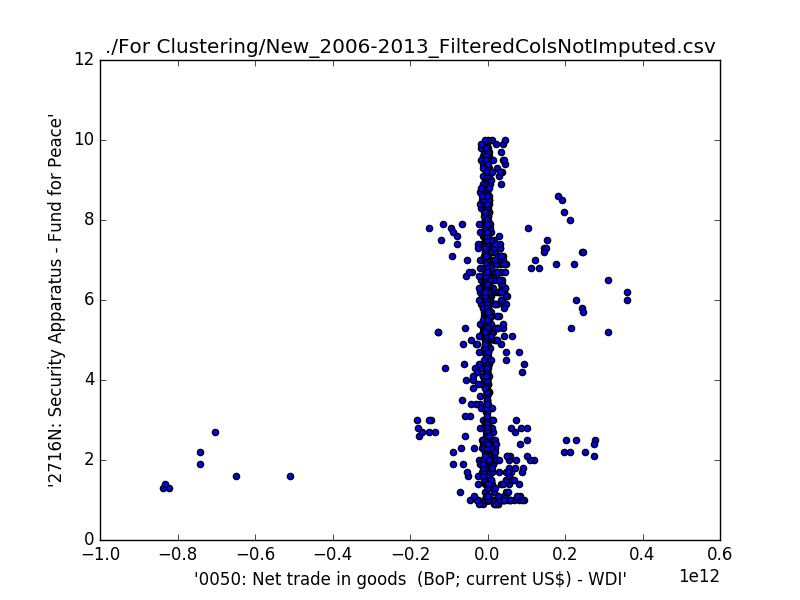 ./For Clustering/New_2006-2013_FilteredColsNotImputed.csv
'2716N: Security Apparatus - Fund for Peace'
12
10
8
6
4
2
0
−1.0 −0.8 −0.6 −0.4 −0.2 0.0 0.2 0.4 0.6
1e12
'0050: Net trade in goods  (BoP; current US$) - WDI'